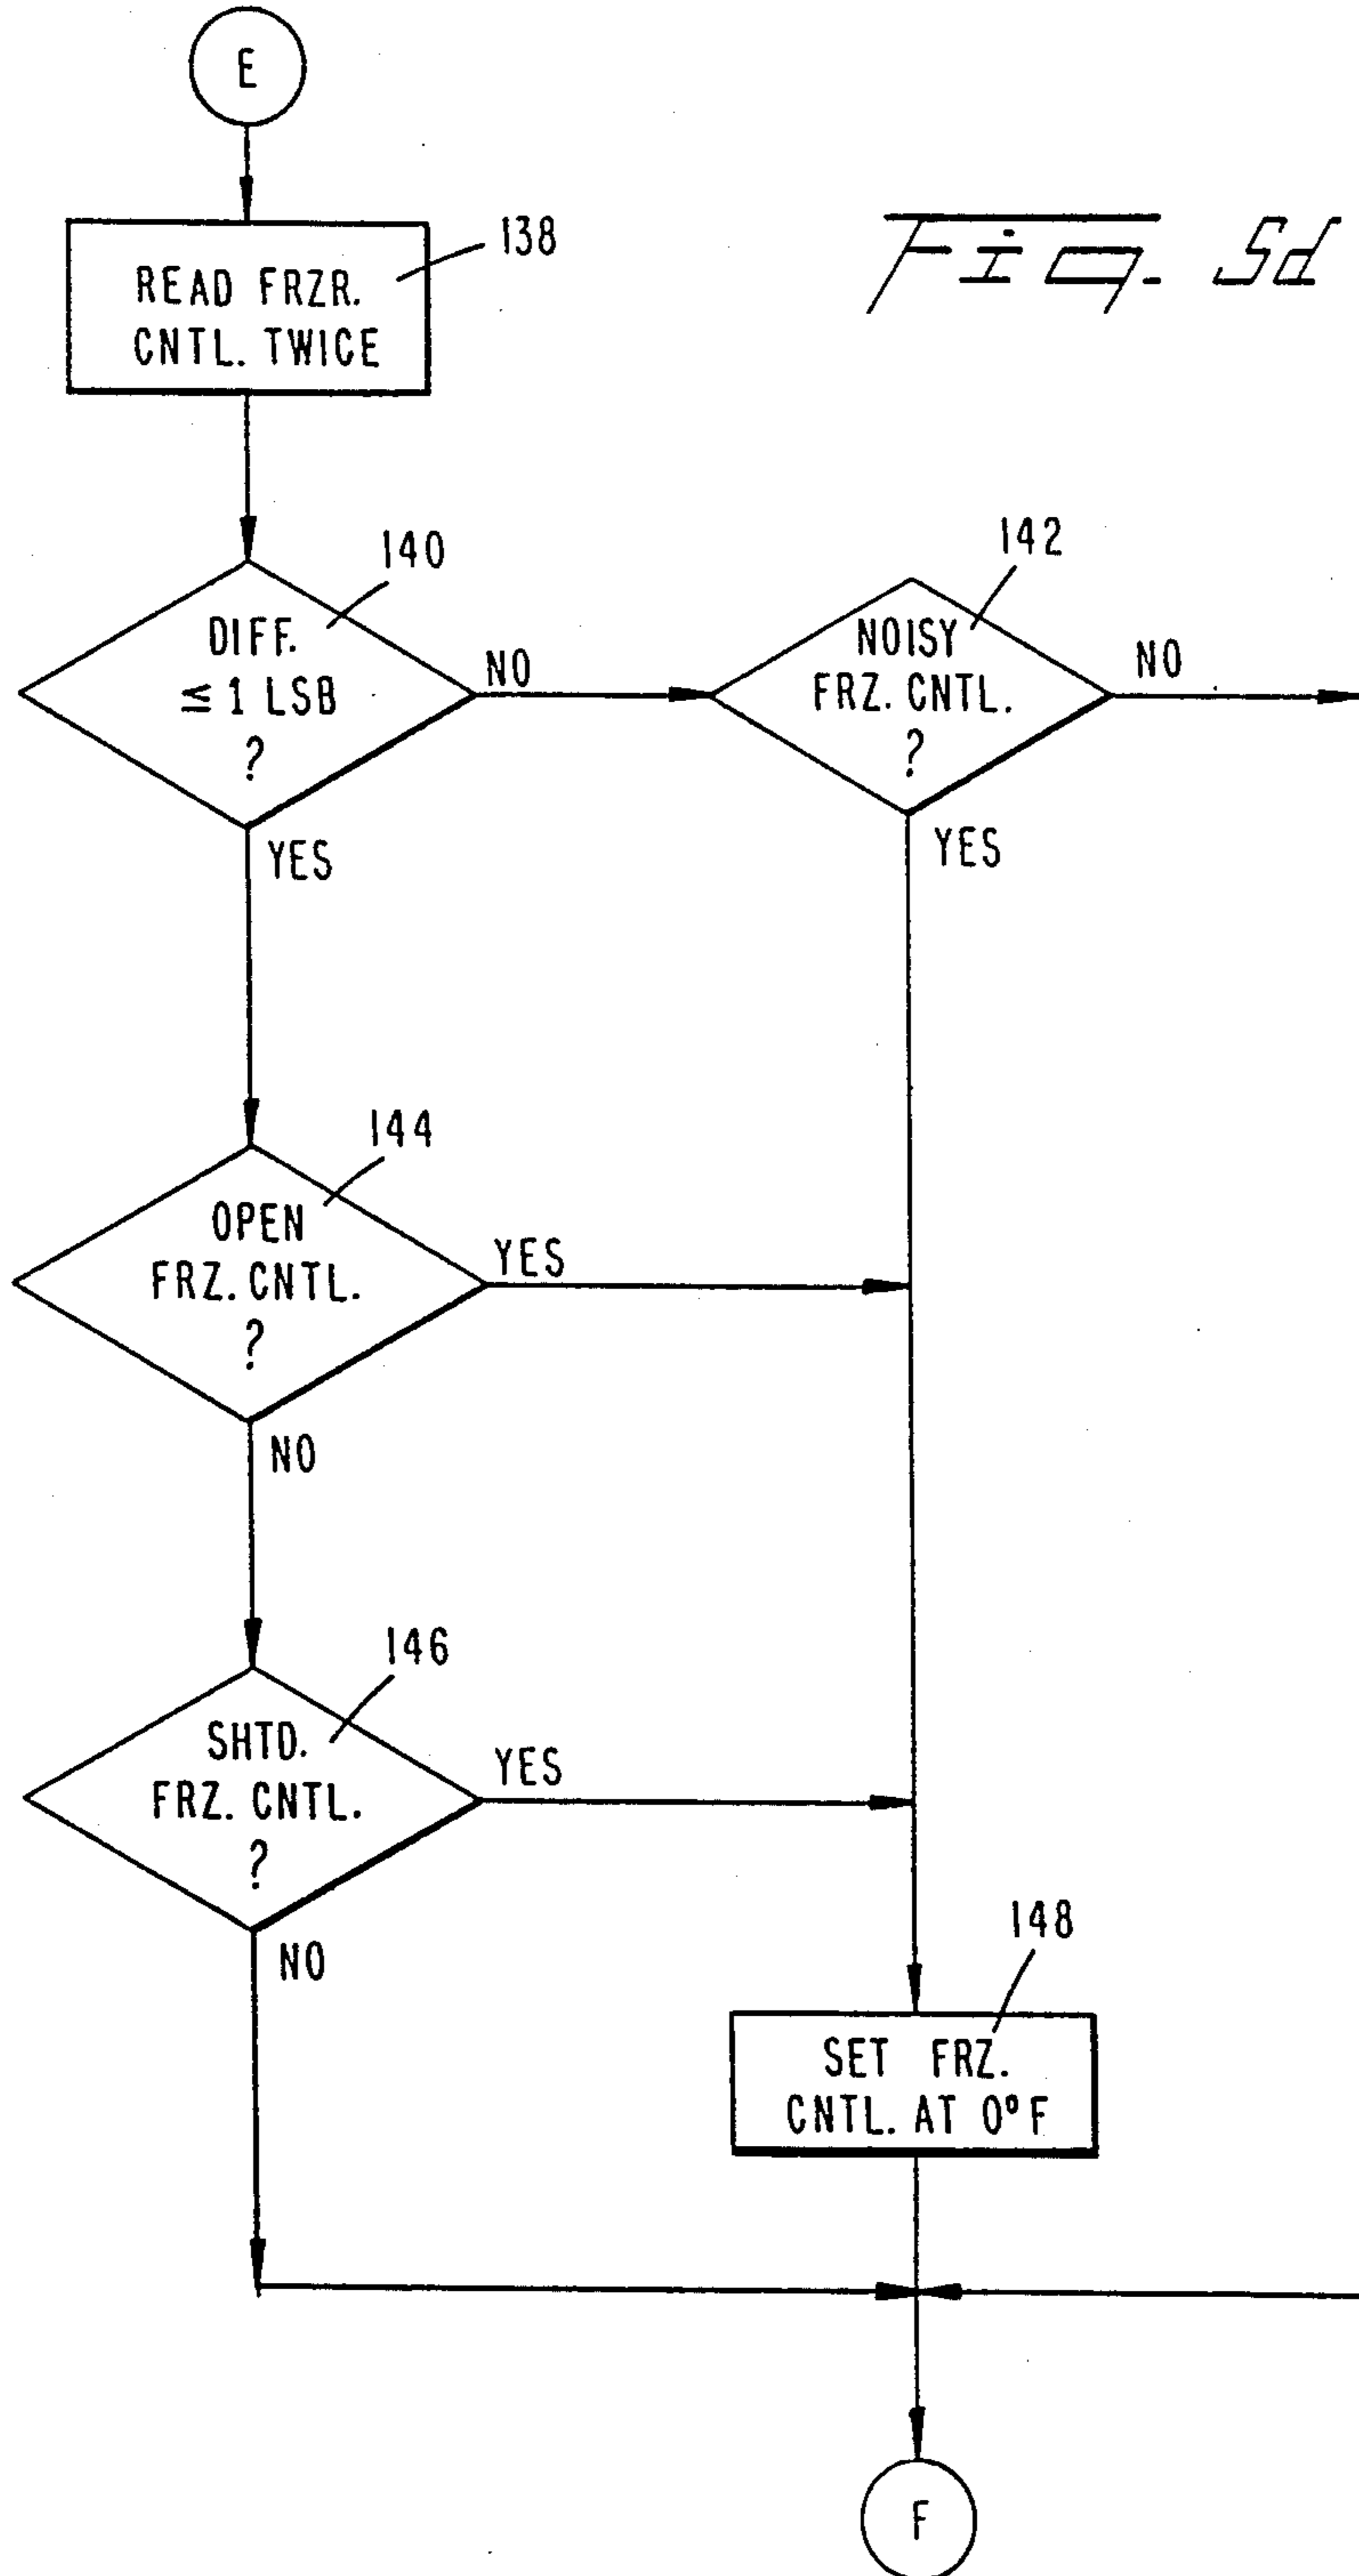 E
138
READ FRZR.
CNTL. TWICE
Fig. 5d
140
DIFF.
≤ 1 LSB
?
NO
YES
142
NOISY
FRZ. CNTL.
?
NO
YES
144
OPEN
FRZ. CNTL.
?
YES
NO
146
SHTD.
FRZ. CNTL.
?
YES
NO
148
SET FRZ.
CNTL. AT 0°F
F